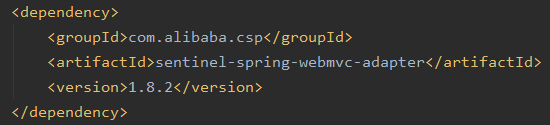 <dependency>
    <groupId>com.alibaba.csp</groupId>
    <artifactId>sentinel-spring-webmvc-adapter</artifactId>
    <version>1.8.2</version>
</dependency>